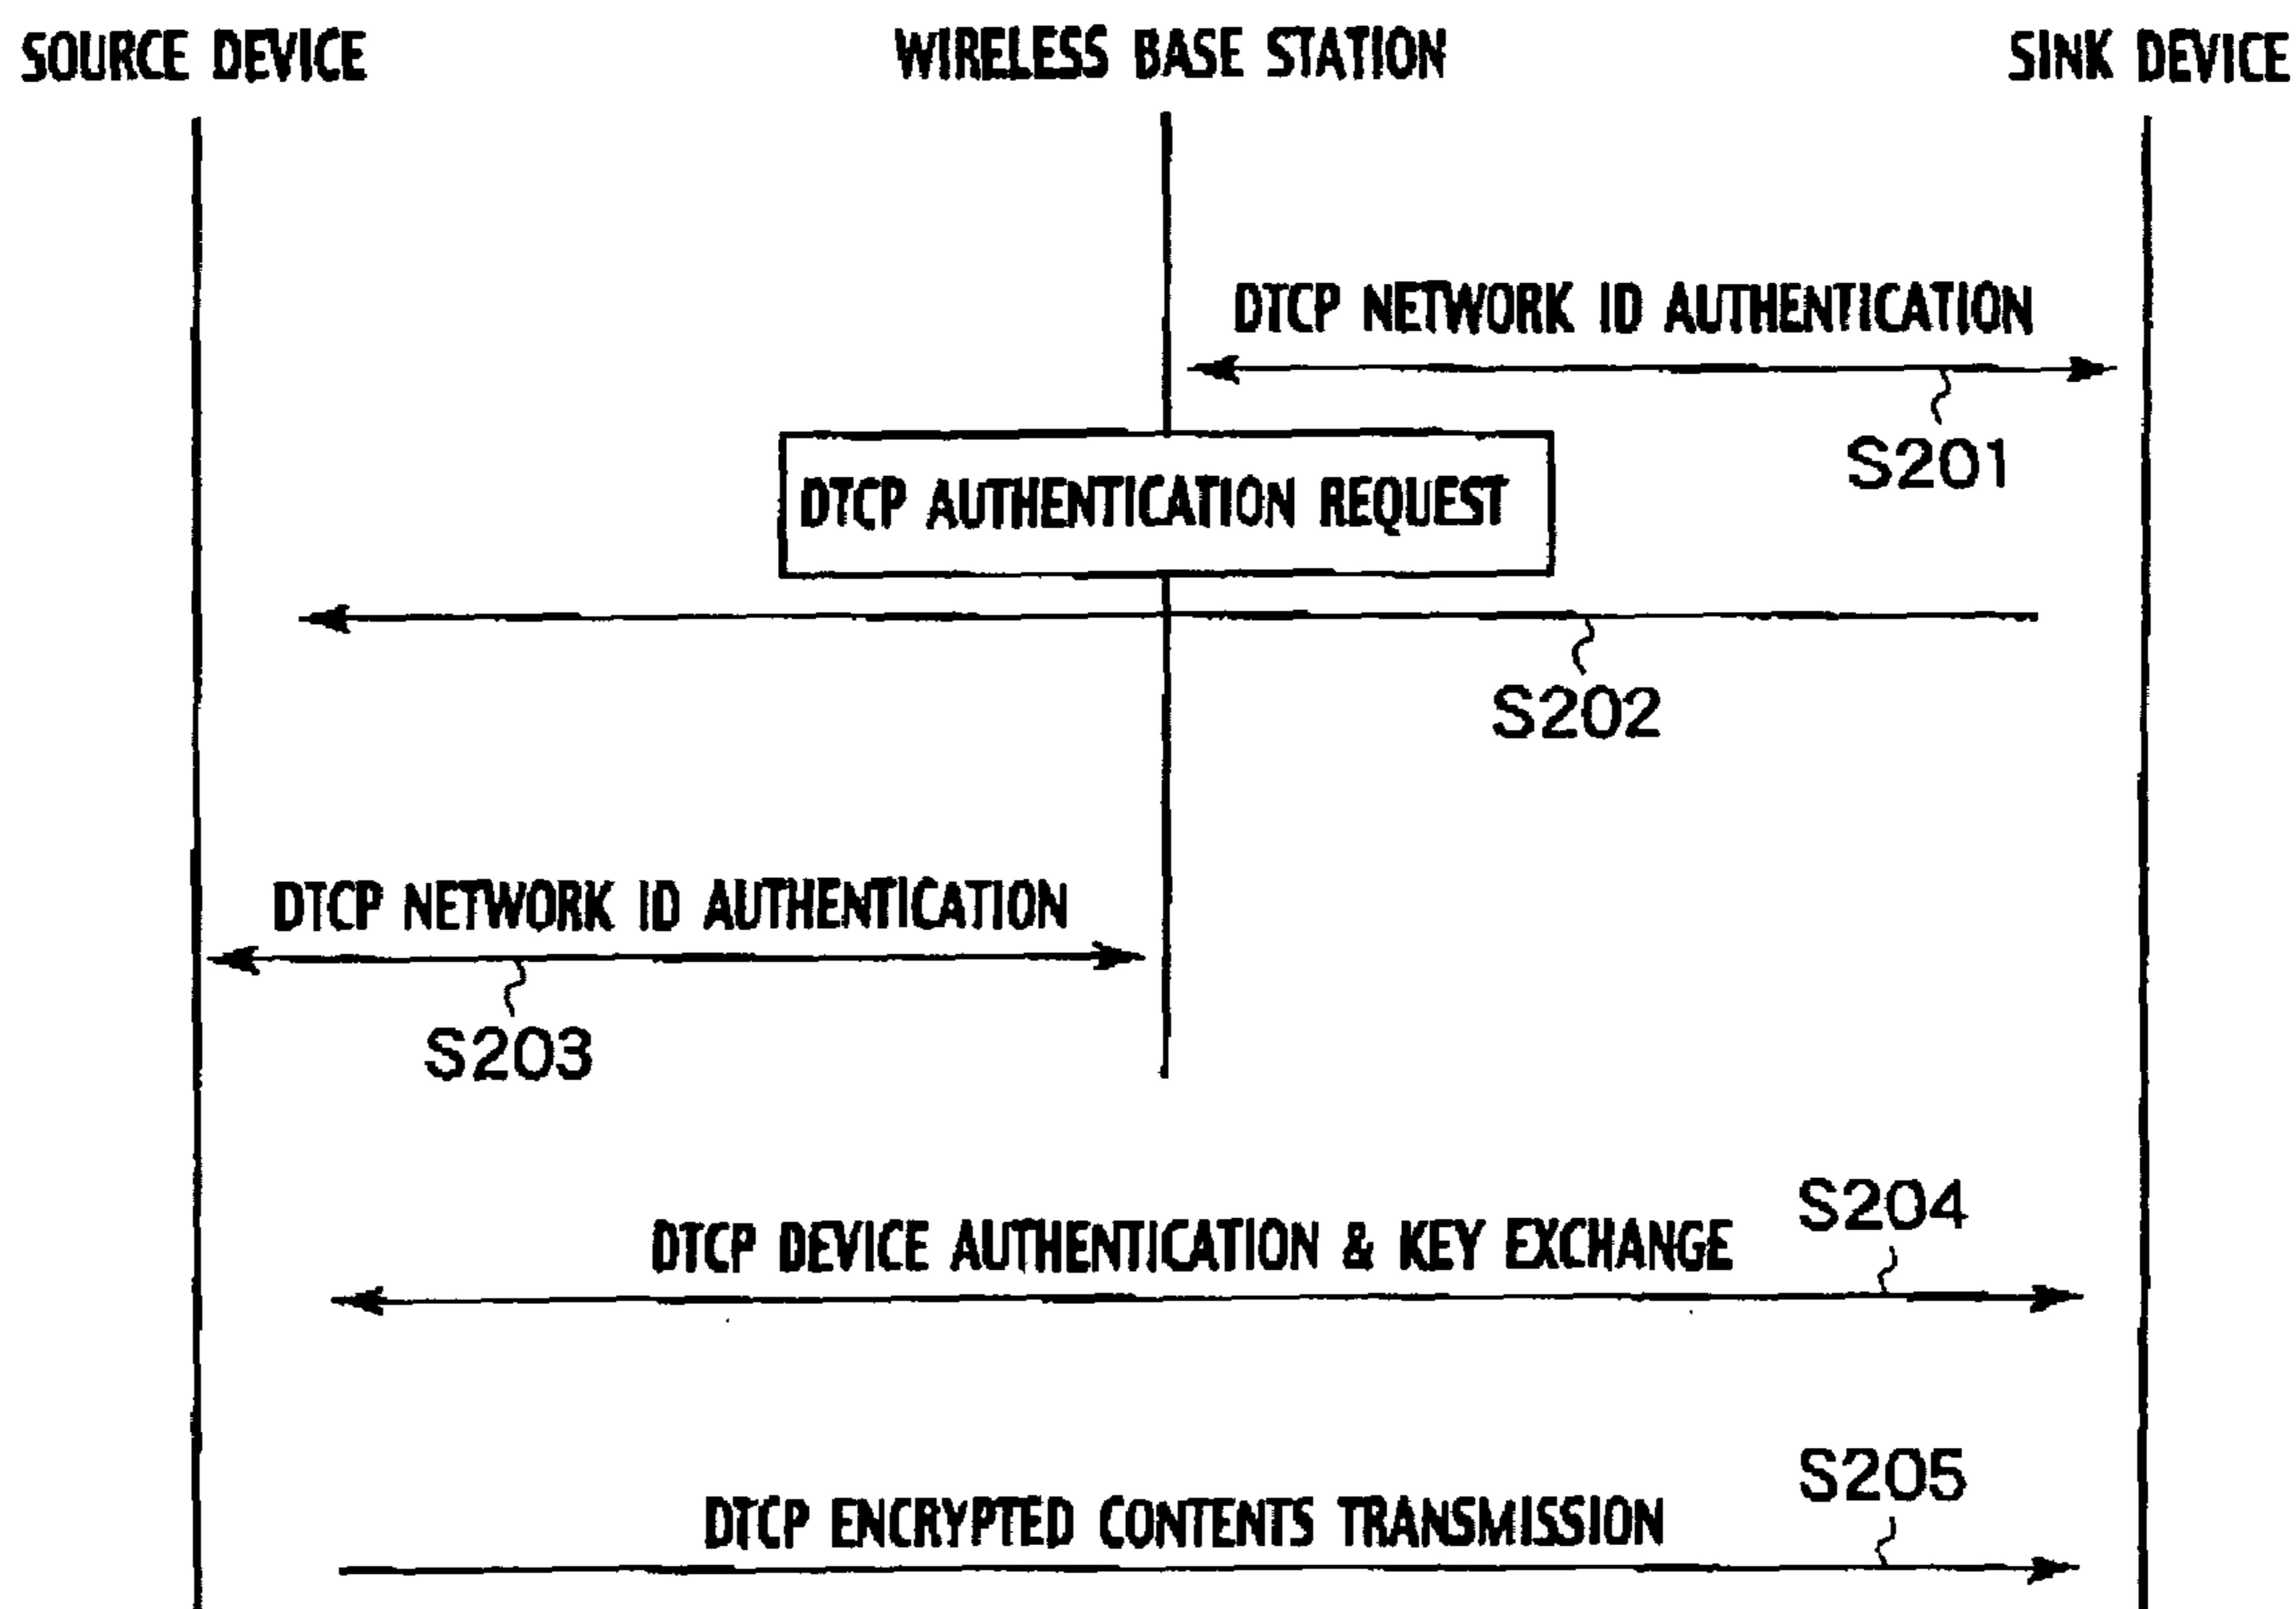 SOURCE DEVICE
WIRELESS BASE STATION
SINK DEVICE
DTCP NETWORK ID AUTHENTICATION
S201
DTCP AUTHENTICATION REQUEST
S202
DTCP NETWORK ID AUTHENTICATION
S203
S204
DTCP DEVICE AUTHENTICATION & KEY EXCHANGE
S205
DTCP ENCRYPTED CONTENTS TRANSMISSION